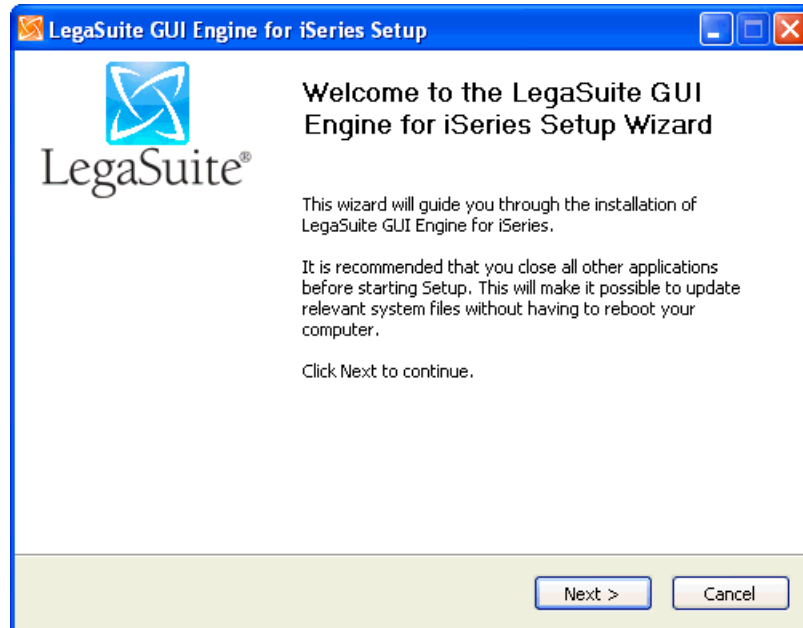 LegaSuite GUI Engine for iSeries Setup
LegaSuite®
Welcome to the LegaSuite GUI
Engine for iSeries Setup Wizard
This wizard will guide you through the installation of
LegaSuite GUI Engine for iSeries.
It is recommended that you close all other applications
before starting Setup. This will make it possible to update
relevant system files without having to reboot your
computer.
Click Next to continue.
Next >
Cancel